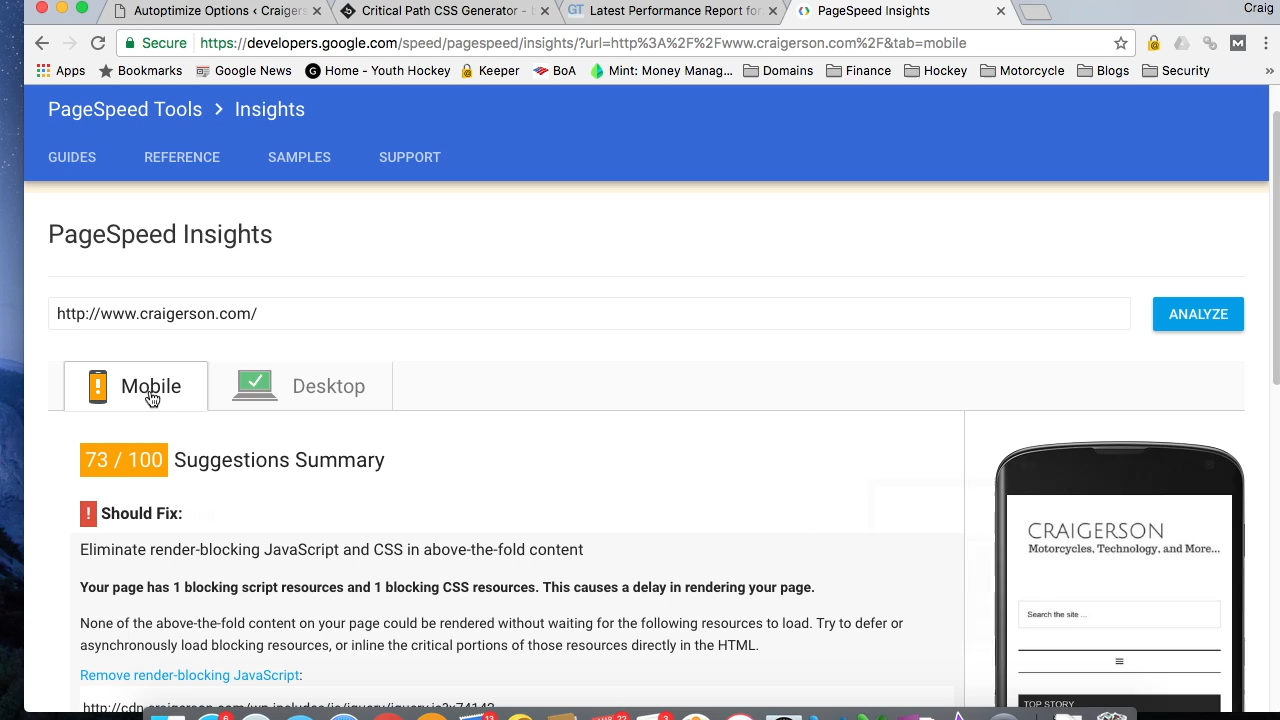 Autoptimize Options ‹ Craigers
Critical Path CSS Generator - b
Latest Performance Report for
PageSpeed Insights
Craig
Secure
https://developers.google.com/speed/pagespeed/insights/?url=http%3A%2F%2Fwww.craigerson.com%2F&tab=mobile
Apps Bookmarks Google News Home - Youth Hockey Keeper BoA Mint: Money Manag... Domains Finance Hockey Motorcycle Blogs Security »
PageSpeed Tools > Insights
GUIDES REFERENCE SAMPLES SUPPORT
PageSpeed Insights
http://www.craigerson.com/
ANALYZE
Mobile Desktop
73 / 100 Suggestions Summary
! Should Fix:
Eliminate render-blocking JavaScript and CSS in above-the-fold content
Your page has 1 blocking script resources and 1 blocking CSS resources. This causes a delay in rendering your page.
None of the above-the-fold content on your page could be rendered without waiting for the following resources to load. Try to defer or
asynchronously load blocking resources, or inline the critical portions of those resources directly in the HTML.
Remove render-blocking JavaScript:
CRAIGERSON
Motorcycles, Technology, and More...
Search the site ...
TOP STORY